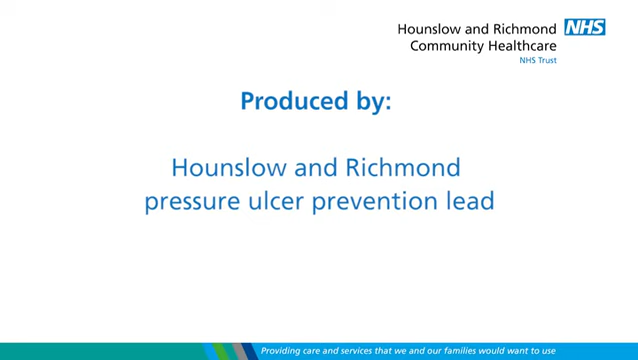 Hounslow and Richmond NHS
Community Healthcare
NHS Trust
Produced by:
Hounslow and Richmond
pressure ulcer prevention lead
Providing care and services that we and our families would want to use